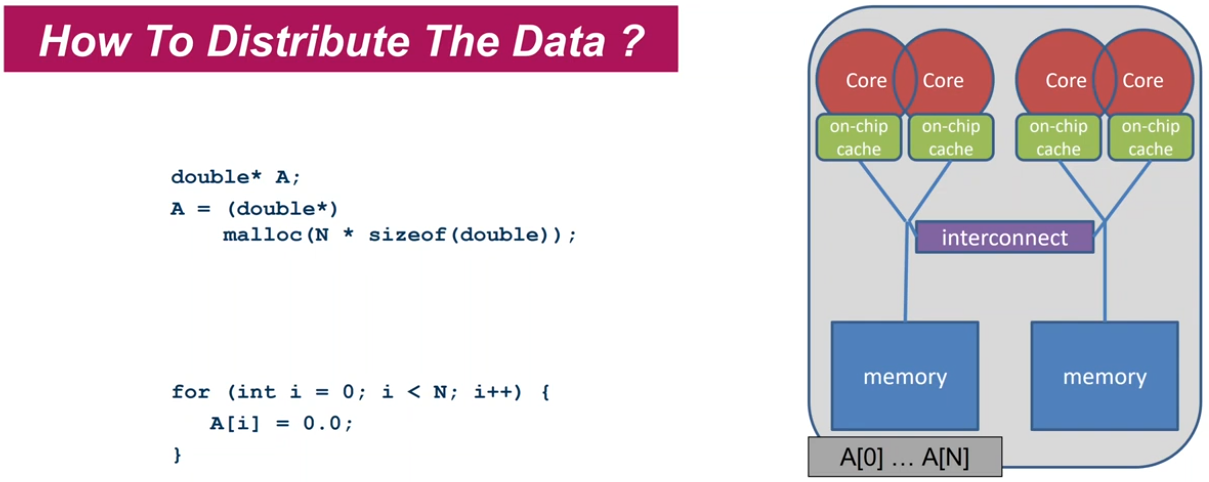 How To Distribute The Data ?
double* A;
A = (double*)
malloc(N * sizeof(double));
for (int i = 0; i < N; i++) {
A[i] = 0.0;
}
Core Core Core Core
on-chip cache on-chip cache on-chip cache on-chip cache
interconnect
memory memory
A[0] ... A[N]